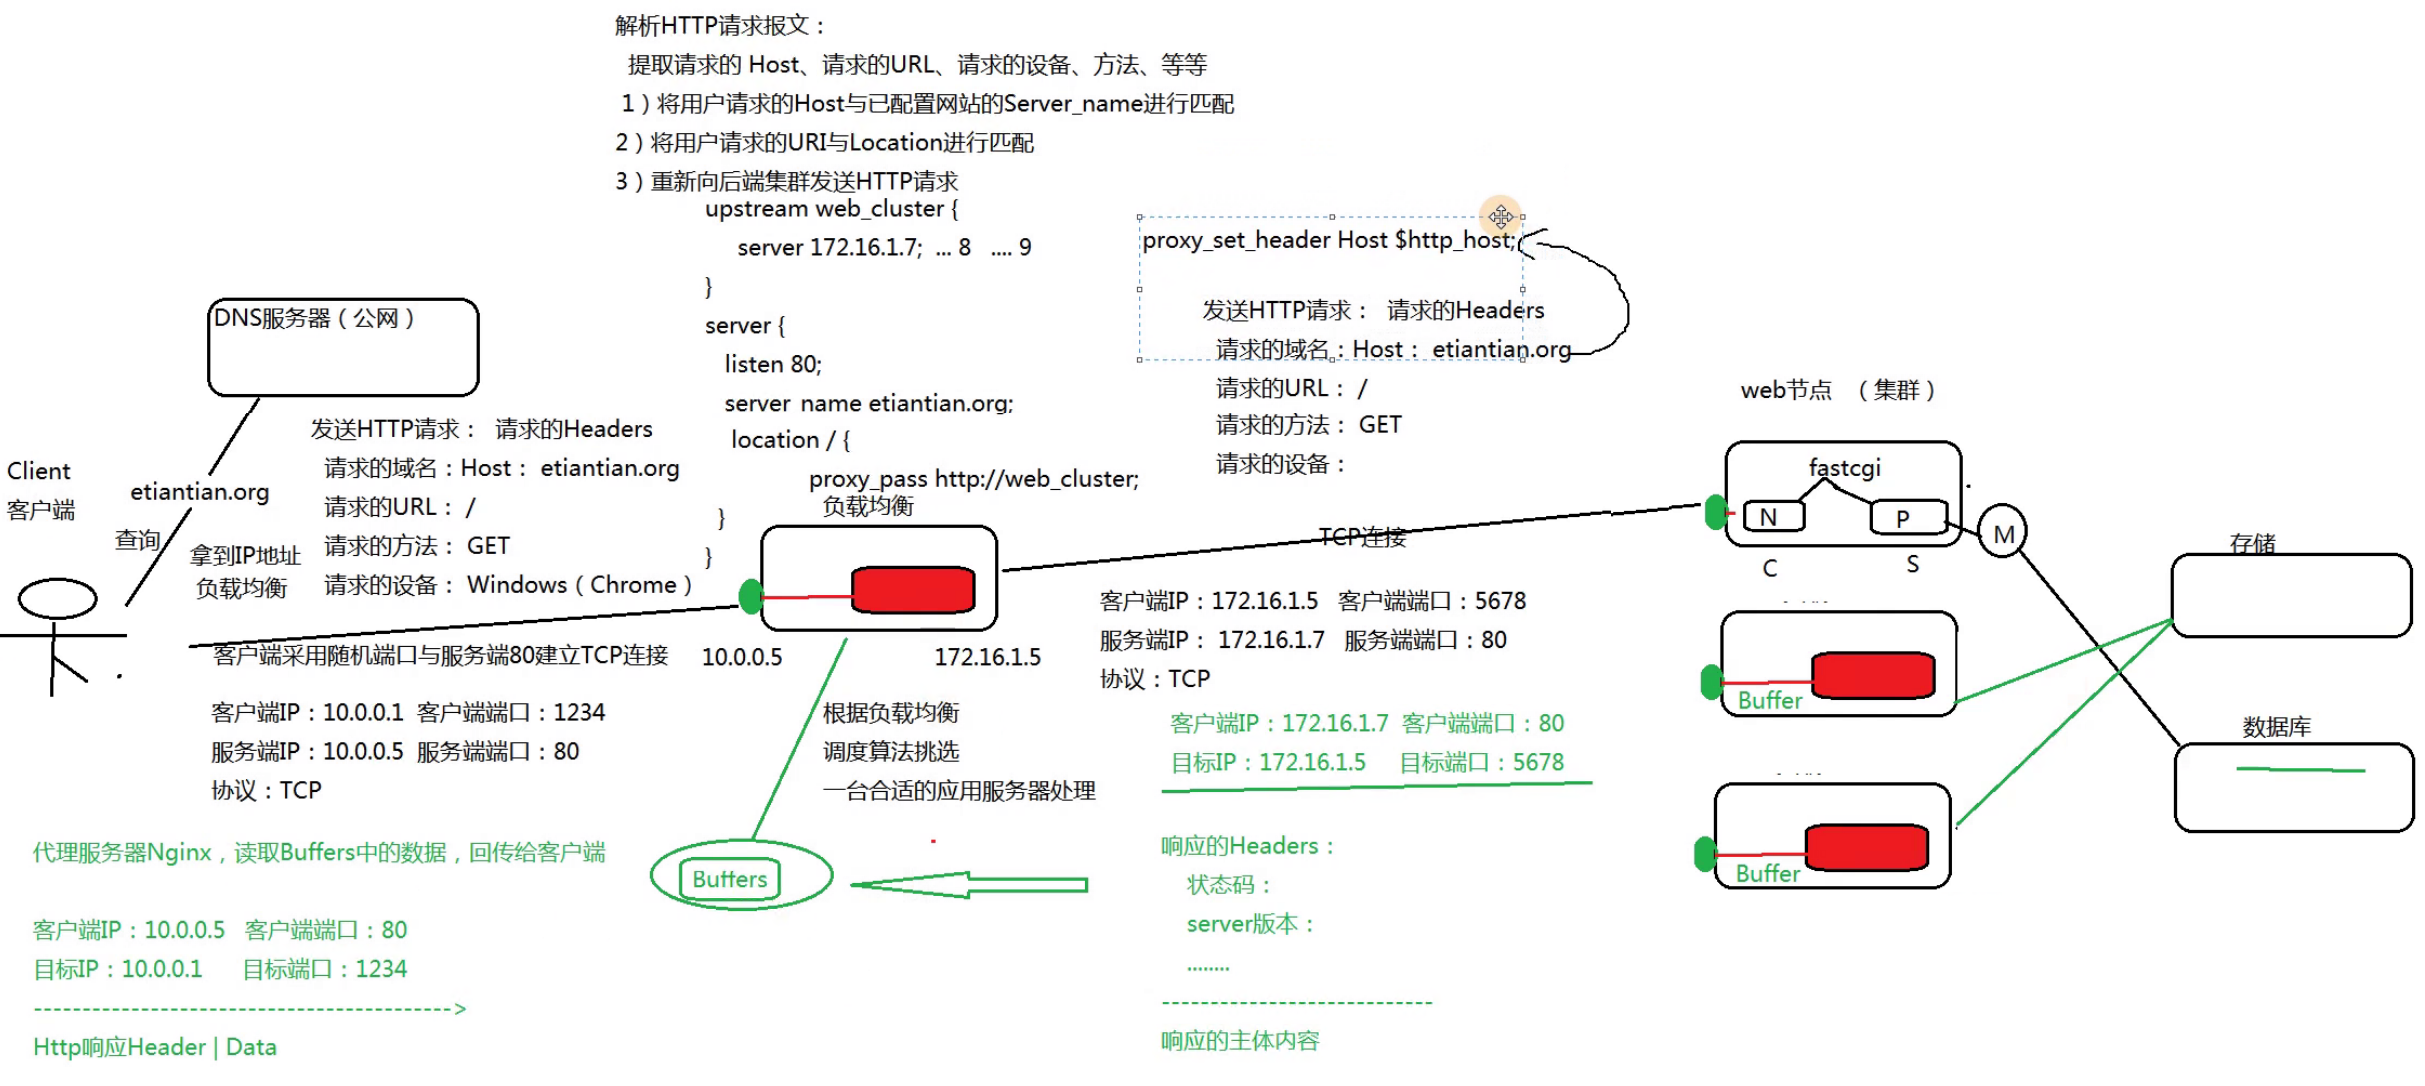 解析HTTP请求报文：
提取请求的 Host、请求的URL、请求的设备、方法、等等
1）将用户请求的Host与已配置网站的Server_name进行匹配
2）将用户请求的URI与Location进行匹配
3）重新向后端集群发送HTTP请求
upstream web_cluster {
server 172.16.1.7; ... 8 .... 9
}
server {
listen 80;
server name etiantian.org;
location / {
proxy_pass http://web_cluster;
}
}
proxy_set_header Host $http_host;
发送HTTP请求： 请求的Headers
请求的域名：Host： etiantian.org
请求的URL： /
请求的方法： GET
请求的设备：
DNS服务器（公网）
Client
客户端
etiantian.org
查询
拿到IP地址
负载均衡
发送HTTP请求： 请求的Headers
请求的域名：Host： etiantian.org
请求的URL： /
请求的方法： GET
请求的设备： Windows（Chrome）
负载均衡
客户端采用随机端口与服务端80建立TCP连接
10.0.0.5
172.16.1.5
客户端IP：10.0.0.1 客户端端口：1234
服务端IP：10.0.0.5 服务端端口：80
协议：TCP
根据负载均衡
调度算法挑选
一台合适的应用服务器处理
TCP连接
客户端IP：172.16.1.5 客户端端口：5678
服务端IP： 172.16.1.7 服务端端口：80
协议：TCP
客户端IP：172.16.1.7 客户端端口：80
目标IP：172.16.1.5 目标端口：5678
响应的Headers：
状态码：
server版本：
........
----------------------------
响应的主体内容
web节点 （集群）
fastcgi
N
P
C
S
M
Buffer
Buffer
存储
数据库
Buffers
代理服务器Nginx，读取Buffers中的数据，回传给客户端
客户端IP：10.0.0.5 客户端端口：80
目标IP：10.0.0.1 目标端口：1234
------------------------------------------->
Http响应Header | Data